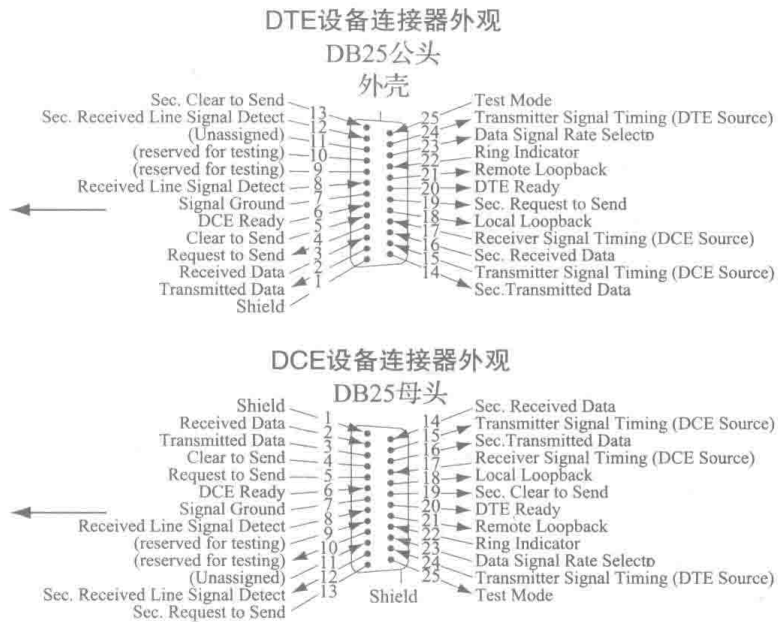 DTE设备连接器外观
DB25公头
外壳
Sec. Clear to Send 13
Sec. Received Line Signal Detect 12
(Unassigned) 11
(reserved for testing) 10
(reserved for testing) 9
Received Line Signal Detect 8
Signal Ground 7
DCE Ready 6
Clear to Send 5
Request to Send 4
Received Data 3
Transmitted Data 2
Shield 1
25 Test Mode
24 Transmitter Signal Timing (DTE Source)
23 Data Signal Rate Selecto
22 Ring Indicator
21 Remote Loopback
20 DTE Ready
19 Sec. Request to Send
18 Local Loopback
17 Receiver Signal Timing (DCE Source)
16 Sec. Received Data
15 Transmitter Signal Timing (DCE Source)
14 Sec.Transmitted Data
DCE设备连接器外观
DB25母头
Shield 1
Received Data 2
Transmitted Data 3
Clear to Send 4
Request to Send 5
DCE Ready 6
Signal Ground 7
Received Line Signal Detect 8
(reserved for testing) 9
(reserved for testing) 10
(Unassigned) 11
Sec. Received Line Signal Detect 12
Sec. Request to Send 13
14 Sec. Received Data
15 Transmitter Signal Timing (DCE Source)
16 Sec.Transmitted Data
17 Receiver Signal Timing (DCE Source)
18 Local Loopback
19 Sec. Clear to Send
20 DTE Ready
21 Remote Loopback
22 Ring Indicator
23 Data Signal Rate Selecto
24 Transmitter Signal Timing (DTE Source)
25 Test Mode
Shield